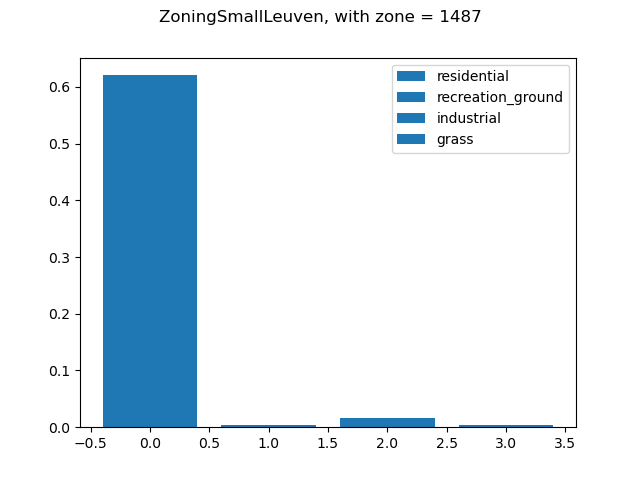 ZoningSmallLeuven, with zone = 1487
residential
recreation_ground
industrial
grass
0.6
0.5
0.4
0.3
0.2
0.1
0.0
−0.5 0.0 0.5 1.0 1.5 2.0 2.5 3.0 3.5